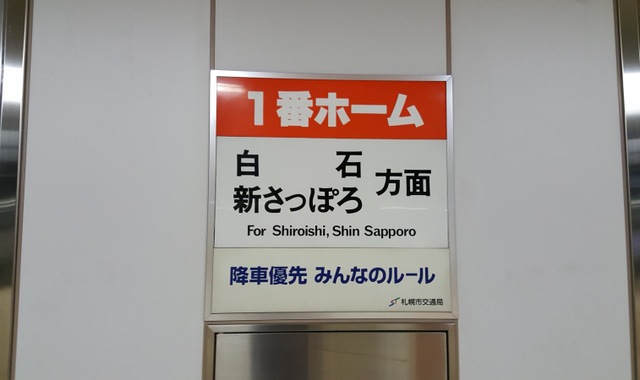 1番ホーム
白石
新さっぽろ 方面
For Shiroishi, Shin Sapporo
降車優先 みんなのルール
ST 札幌市交通局